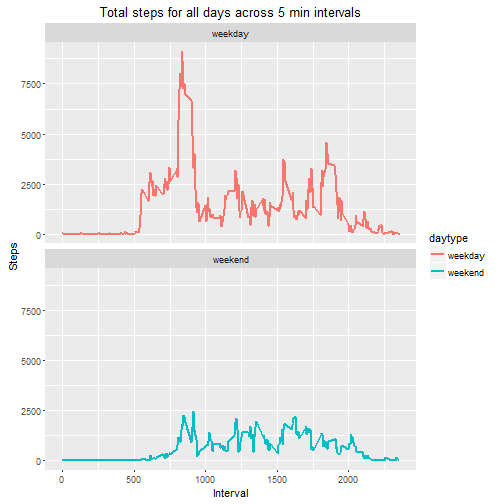 Total steps for all days across 5 min intervals
weekday
7500
5000
2500
0
Steps
weekend
7500
5000
2500
0
0
500
1000
1500
2000
Interval
daytype
weekday
weekend